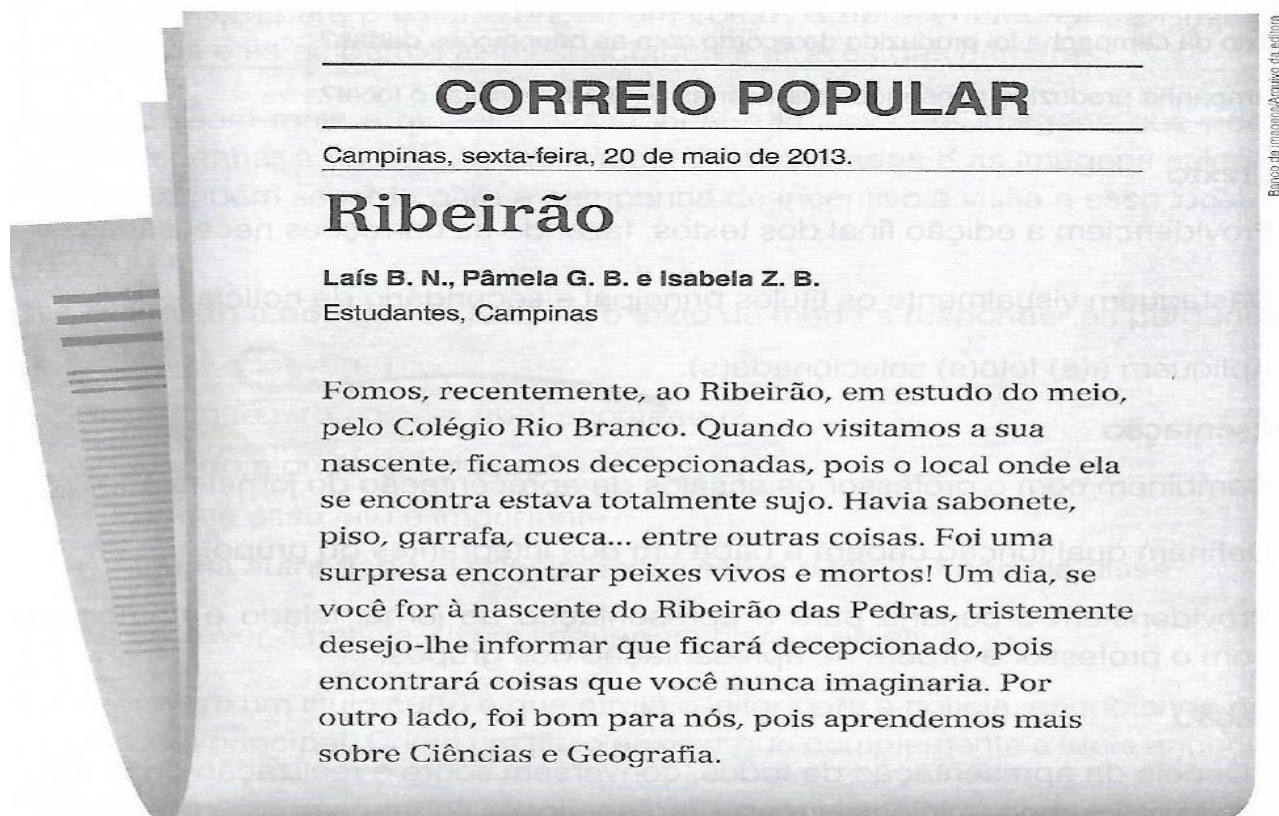 CORREIO POPULAR
Campinas, sexta-feira, 20 de maio de 2013.
Ribeirão
Laís B. N., Pâmela G. B. e Isabela Z. B.
Estudantes, Campinas
Fomos, recentemente, ao Ribeirão, em estudo do meio,
pelo Colégio Rio Branco. Quando visitamos a sua
nascente, ficamos decepcionadas, pois o local onde ela
se encontra estava totalmente sujo. Havia sabonete,
piso, garrafa, cueca... entre outras coisas. Foi uma
surpresa encontrar peixes vivos e mortos! Um dia, se
você for à nascente do Ribeirão das Pedras, tristemente
desejo-lhe informar que ficará decepcionado, pois
encontrará coisas que você nunca imaginaria. Por
outro lado, foi bom para nós, pois aprendemos mais
sobre Ciências e Geografia.
Banco de imagens/Arquivo da editora